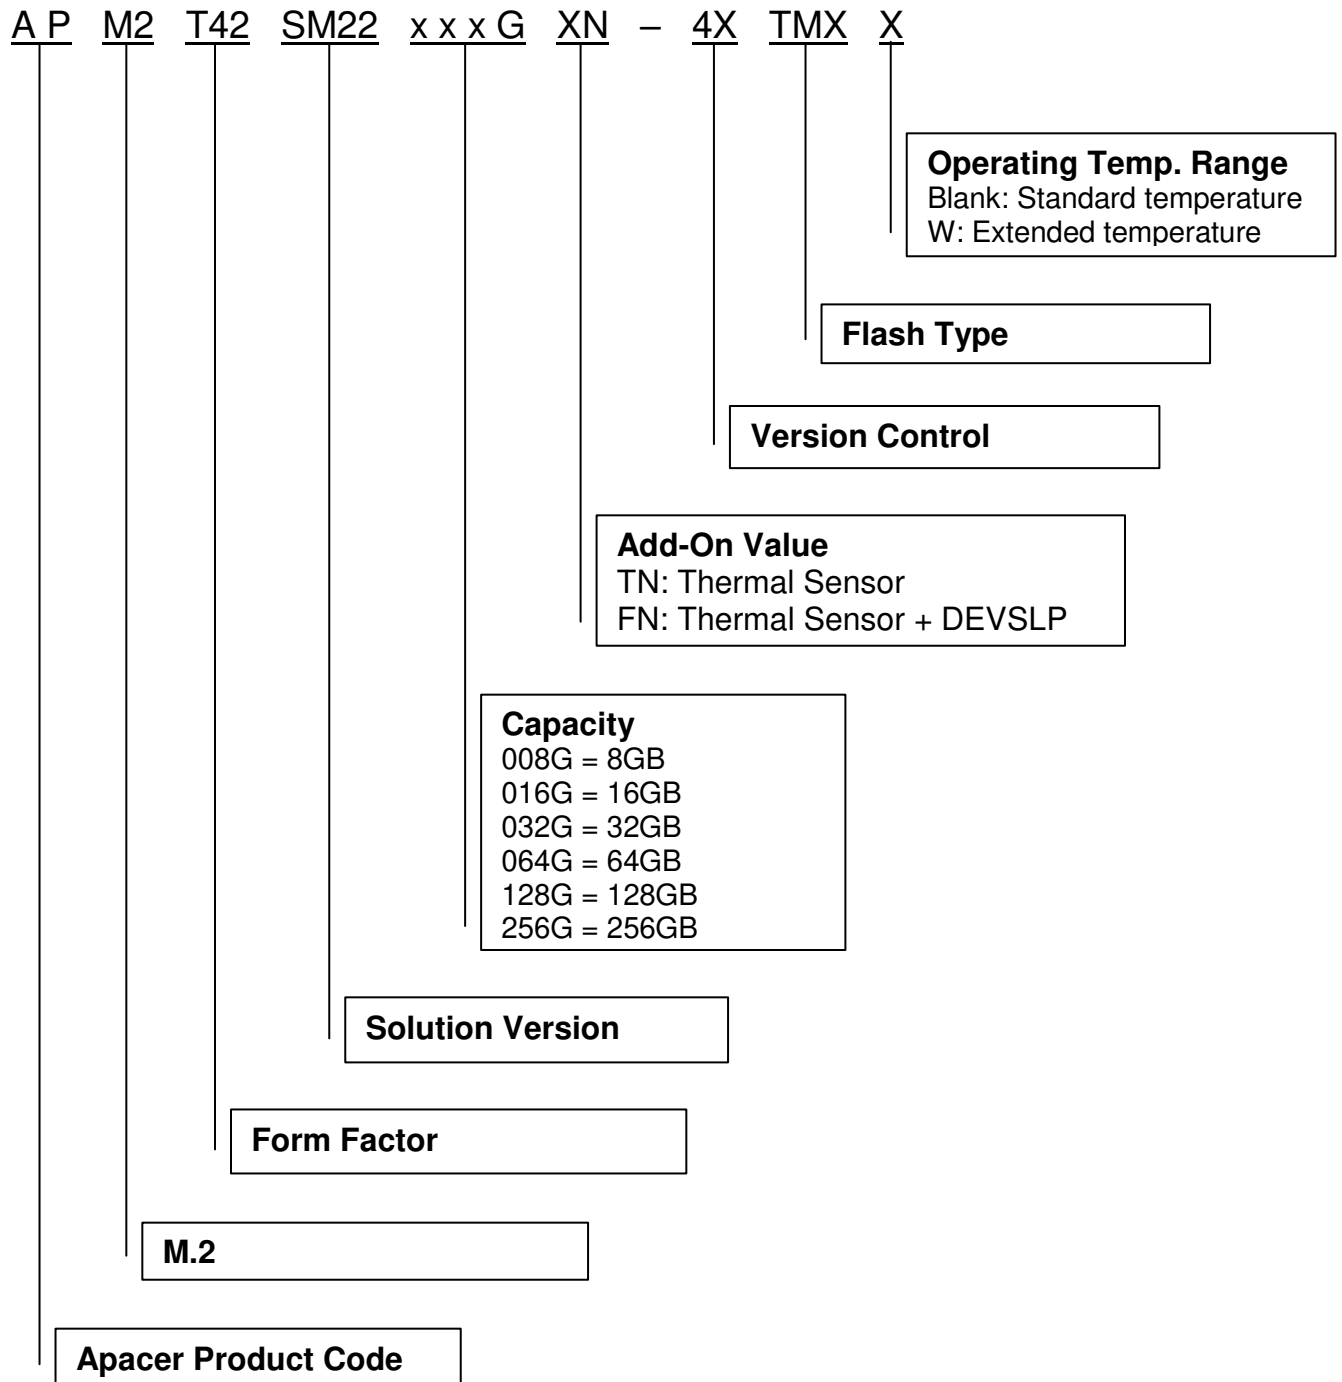 A P M2 T42 SM22 x x x G XN – 4X TMX X
Operating Temp. Range
Blank: Standard temperature
W: Extended temperature
Flash Type
Version Control
Add-On Value
TN: Thermal Sensor
FN: Thermal Sensor + DEVSLP
Capacity
008G = 8GB
016G = 16GB
032G = 32GB
064G = 64GB
128G = 128GB
256G = 256GB
Solution Version
Form Factor
M.2
Apacer Product Code